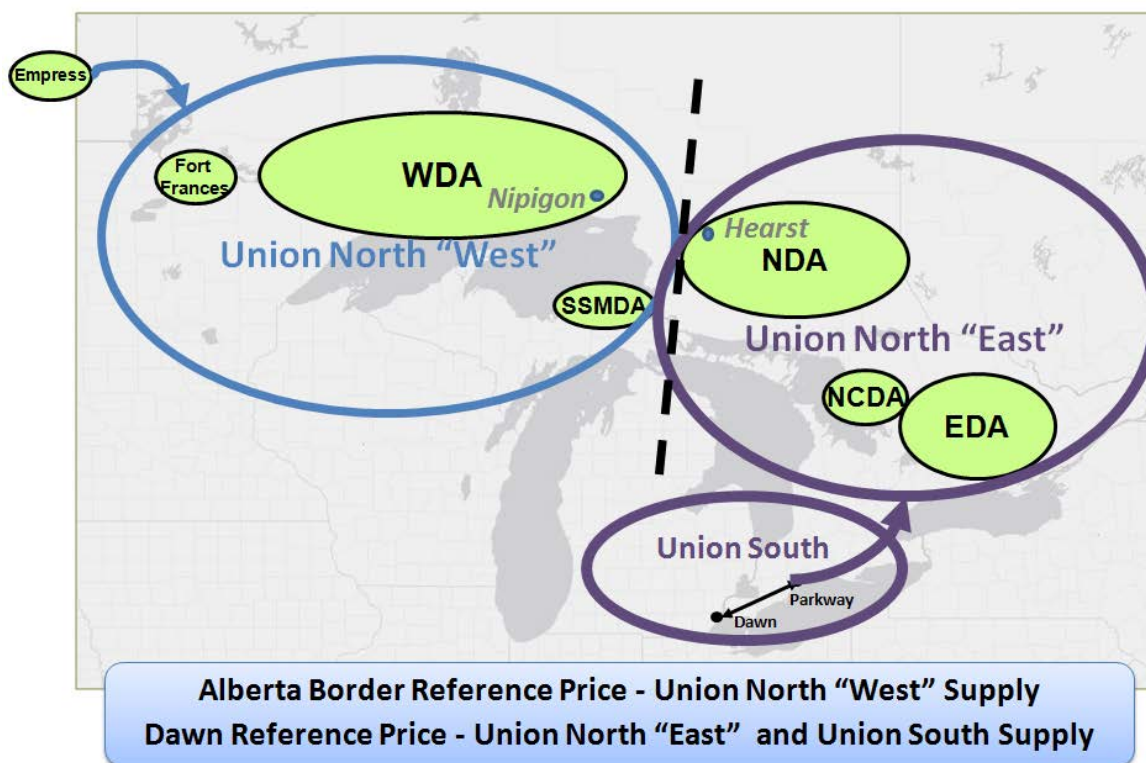 Empress
Fort
Frances
WDA
Nipigon
Union North “West”
SSMDA
Hearst
NDA
Union North “East”
NCDA
EDA
Union South
Parkway
Dawn
Alberta Border Reference Price - Union North “West” Supply
Dawn Reference Price - Union North “East” and Union South Supply